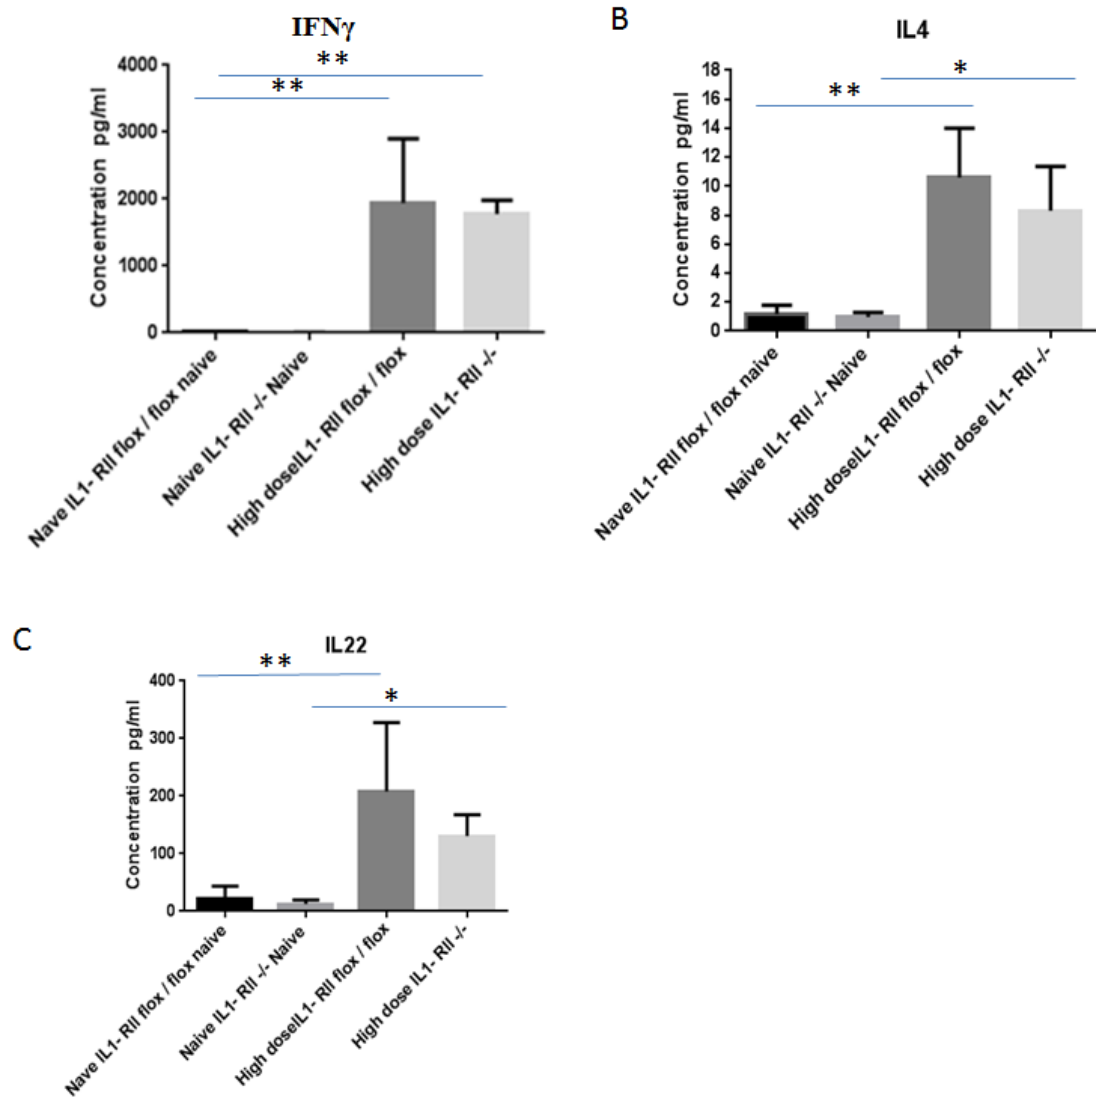 IFNγ
**
**
4000
3000
2000
1000
0
Concentration pg/ml
Nave IL1- RII flox / flox naive
Naive IL1- RII -/- Naive
High doseIL1- RII flox / flox
High dose IL1- RII -/-
B
IL4
*
**
18
16
14
12
10
8
6
4
2
0
Concentration pg/ml
Nave IL1- RII flox / flox naive
Naive IL1- RII -/- Naive
High doseIL1- RII flox / flox
High dose IL1- RII -/-
C
IL22
**
*
400
300
200
100
0
Concentration pg/ml
Nave IL1- RII flox / flox naive
Naive IL1- RII -/- Naive
High doseIL1- RII flox / flox
High dose IL1- RII -/-